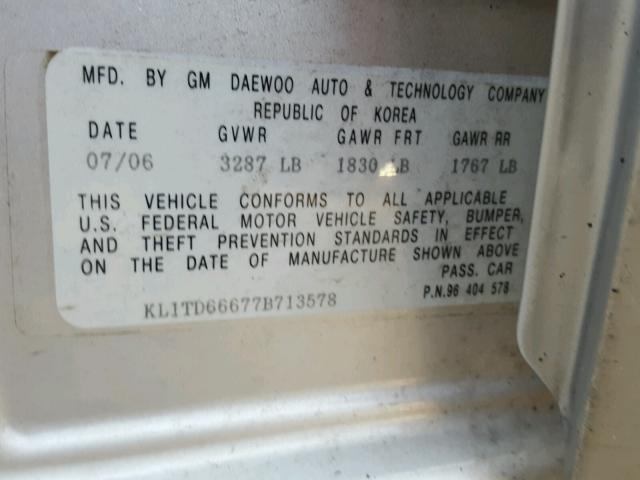 MFD. BY GM DAEWOO AUTO & TECHNOLOGY COMPANY
REPUBLIC OF KOREA
DATE GVWR GAWR FRT GAWR RR
07/06 3287 LB 1830 LB 1767 LB
THIS VEHICLE CONFORMS TO ALL APPLICABLE
U.S. FEDERAL MOTOR VEHICLE SAFETY, BUMPER,
AND THEFT PREVENTION STANDARDS IN EFFECT
ON THE DATE OF MANUFACTURE SHOWN ABOVE
PASS. CAR
KL1TD66677B713578 P.N.96 404 578